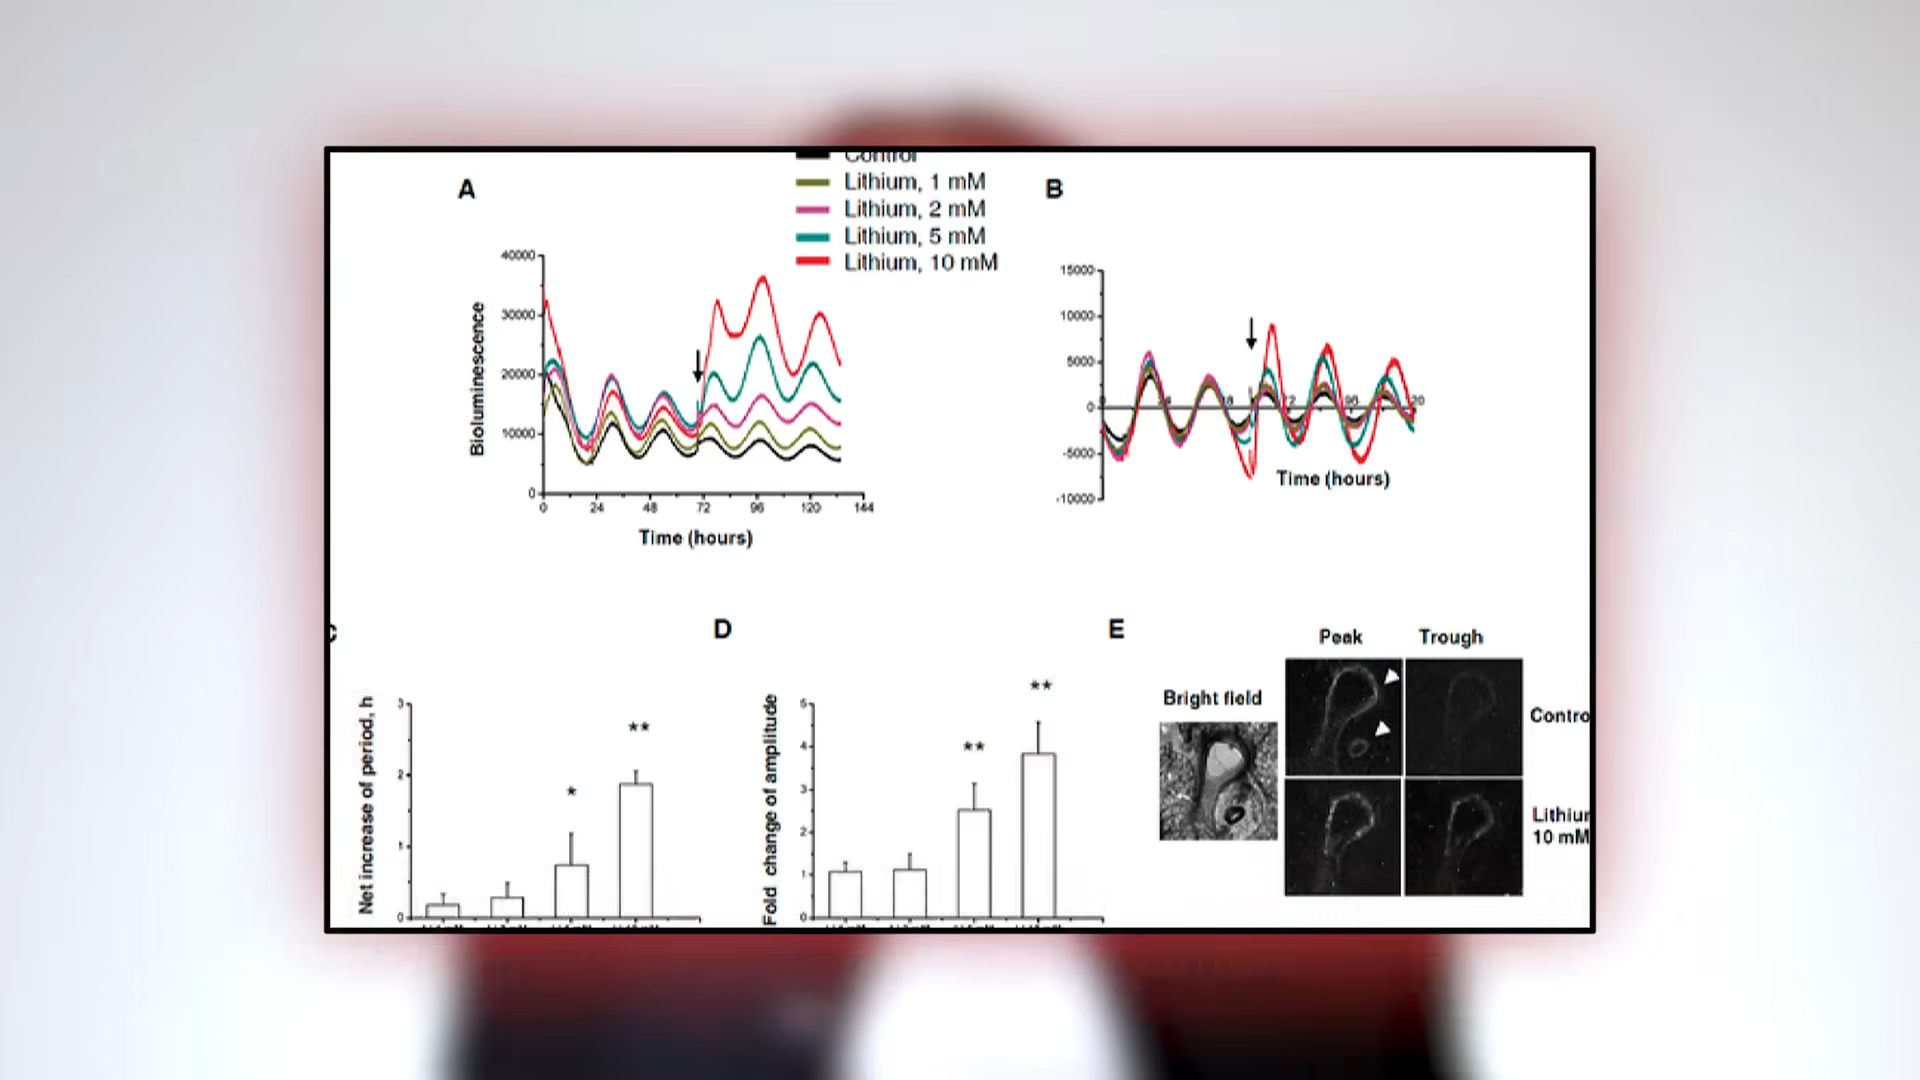 Control
A
Lithium, 1 mM
B
Lithium, 2 mM
Lithium, 5 mM
Lithium, 10 mM
40000
30000
20000
10000
0
Bioluminescence
0 24 48 72 96 120 144
Time (hours)
15000
10000
5000
0
-5000
-10000
Time (hours)
D
E
Peak Trough
Bright field
Contro
Lithiu
10 mM
**
*
3
2
1
0
Net increase of period, h
**
**
5
4
3
2
1
0
Fold change of amplitude